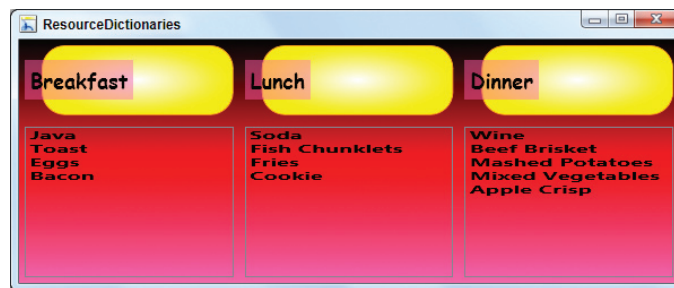 ResourceDictionaries
Breakfast
Lunch
Dinner
Java
Toast
Eggs
Bacon
Soda
Fish Chunklets
Fries
Cookie
Wine
Beef Brisket
Mashed Potatoes
Mixed Vegetables
Apple Crisp